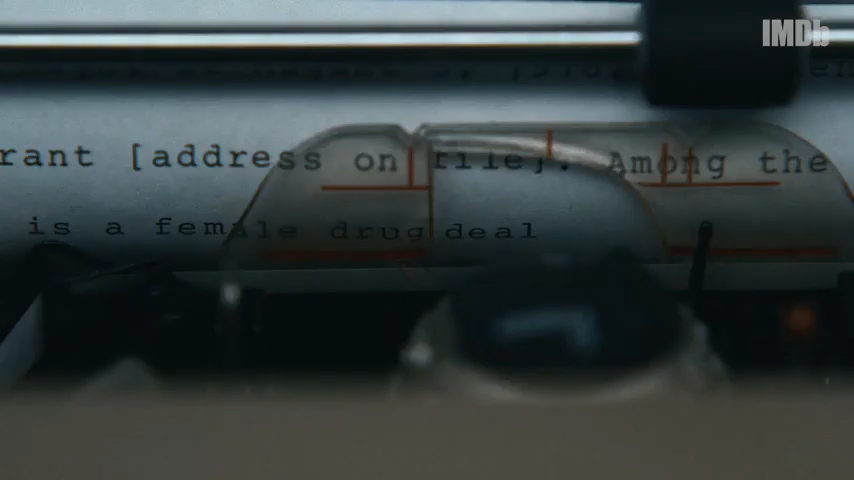 IMDb
rant [address on file]. Among the
is a female drug deal